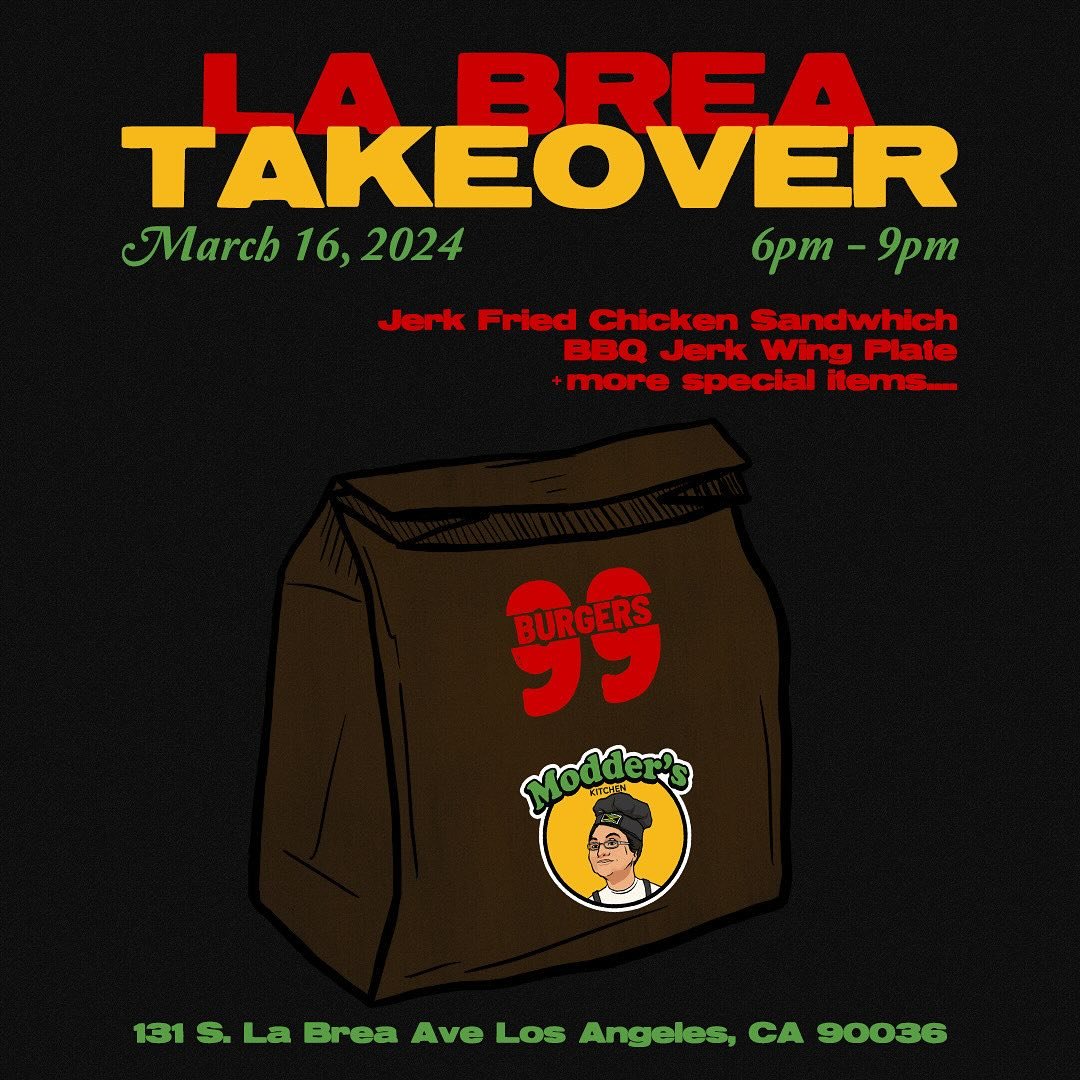 LA BREA
TAKEOVER
March 16, 2024 6pm - 9pm
Jerk Fried Chicken Sandwhich
BBQ Jerk Wing Plate
+more special items....
BURGERS
99
Modder's
KITCHEN
131 S. La Brea Ave Los Angeles, CA 90036